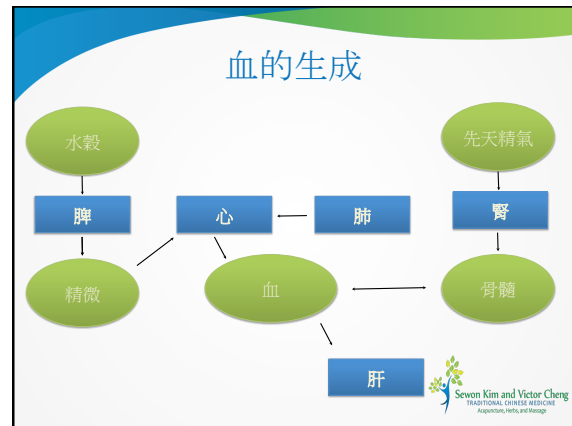 血的生成
水穀
先天精氣
脾
心
肺
腎
精微
血
骨髓
肝
Sewon Kim and Victor Cheng
TRADITIONAL CHINESE MEDICINE
Acupuncture, Herbs, and Massage